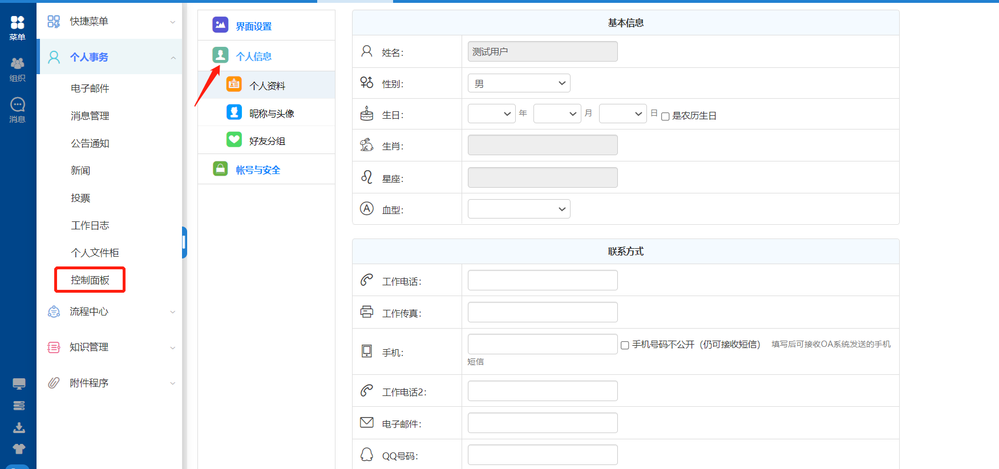 菜单
组织
消息
快捷菜单
个人事务
电子邮件
消息管理
公告通知
新闻
投票
工作日志
个人文件柜
控制面板
流程中心
知识管理
附件程序
界面设置
个人信息
个人资料
昵称与头像
好友分组
帐号与安全
基本信息
姓名： 测试用户
性别： 男
生日： 年 月 日 是农历生日
生肖：
星座：
A 血型：
联系方式
工作电话：
工作传真：
手机： 手机号码不公开（仍可接收短信） 填写后可接收OA系统发送的手机
短信
工作电话2：
电子邮件：
QQ号码：